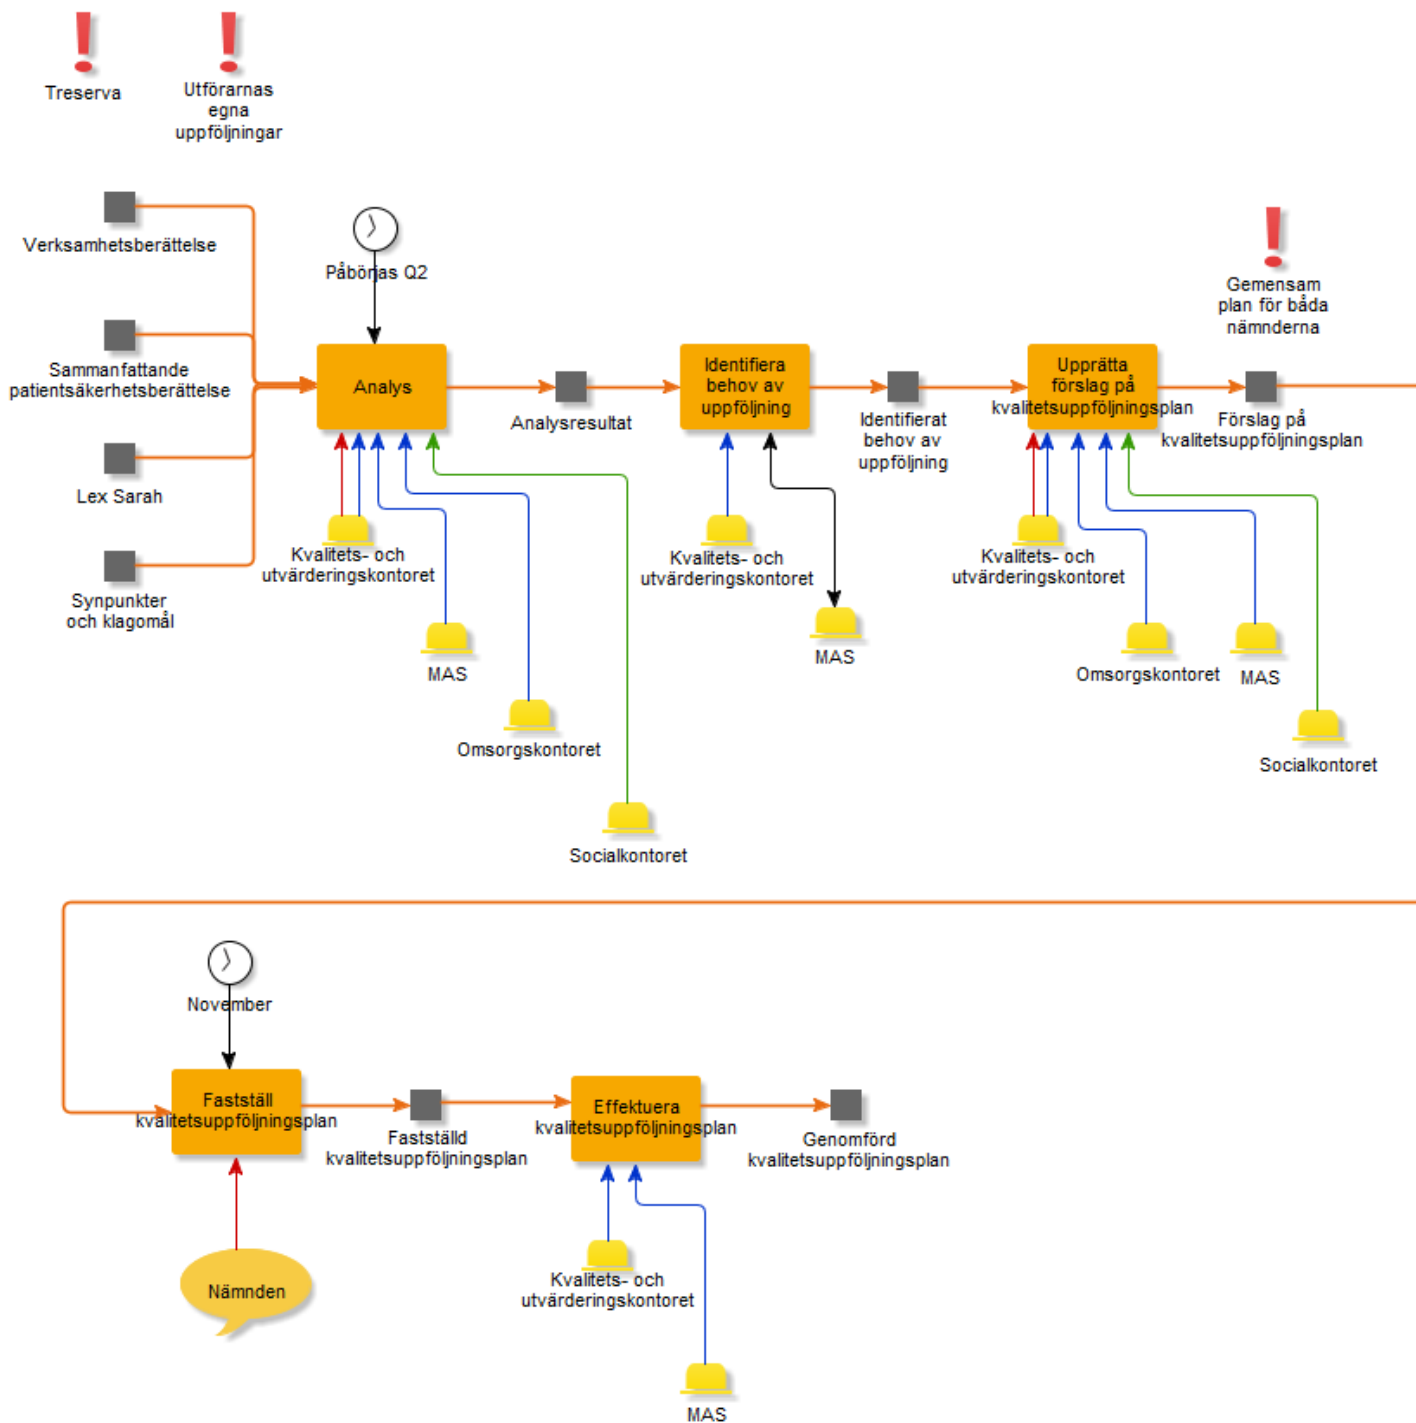 Treserva
Utförarnas
egna
uppföljningar
Verksamhetsberättelse
Påbörjas Q2
Gemensam
plan för båda
nämnderna
Sammanfattande
patientsäkerhetsberättelse
Analys
Analysresultat
Identifiera
behov av
uppföljning
Identifierat
behov av
uppföljning
Upprätta
förslag på
kvalitetsuppföljningsplan
Förslag på
kvalitetsuppföljningsplan
Lex Sarah
Synpunkter
och klagomål
Kvalitets- och
utvärderingskontoret
MAS
Omsorgskontoret
Socialkontoret
Kvalitets- och
utvärderingskontoret
MAS
Kvalitets- och
utvärderingskontoret
Omsorgskontoret
MAS
Socialkontoret
November
Fastställ
kvalitetsuppföljningsplan
Fastställd
kvalitetsuppföljningsplan
Effektuera
kvalitetsuppföljningsplan
Genomförd
kvalitetsuppföljningsplan
Nämnden
Kvalitets- och
utvärderingskontoret
MAS